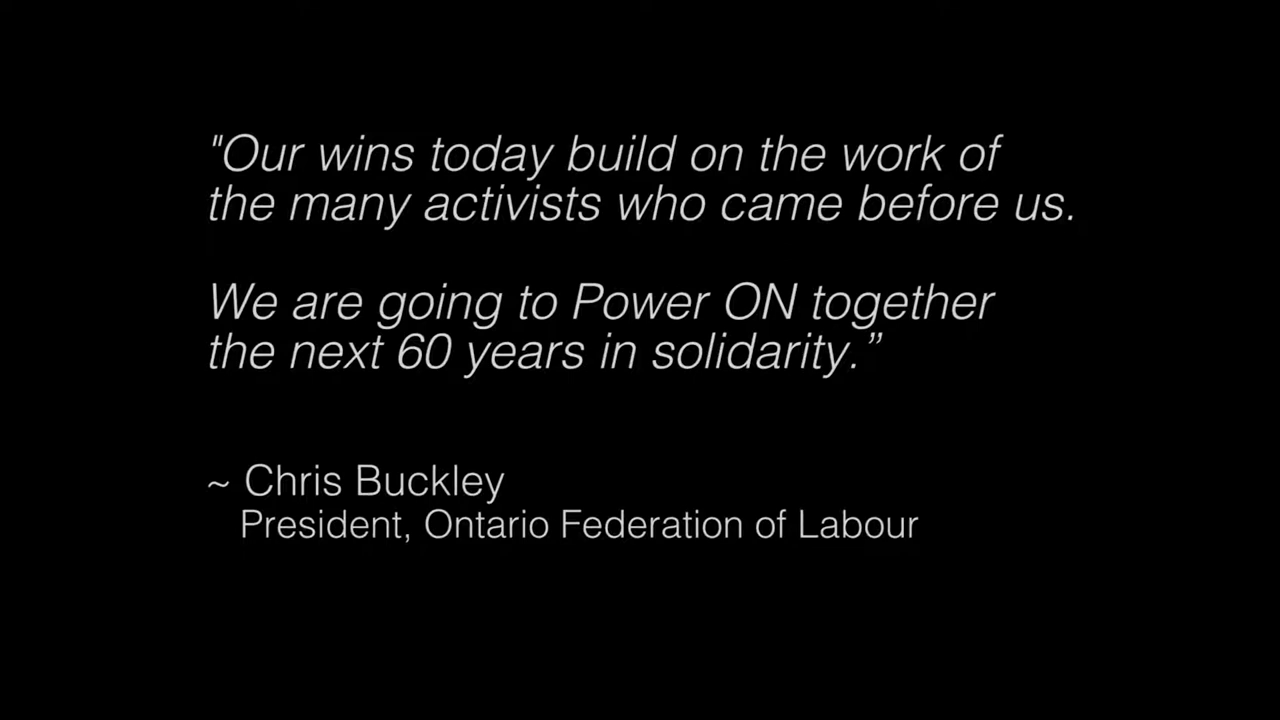 "Our wins today build on the work of
the many activists who came before us.
We are going to Power ON together
the next 60 years in solidarity.”
~ Chris Buckley
President, Ontario Federation of Labour